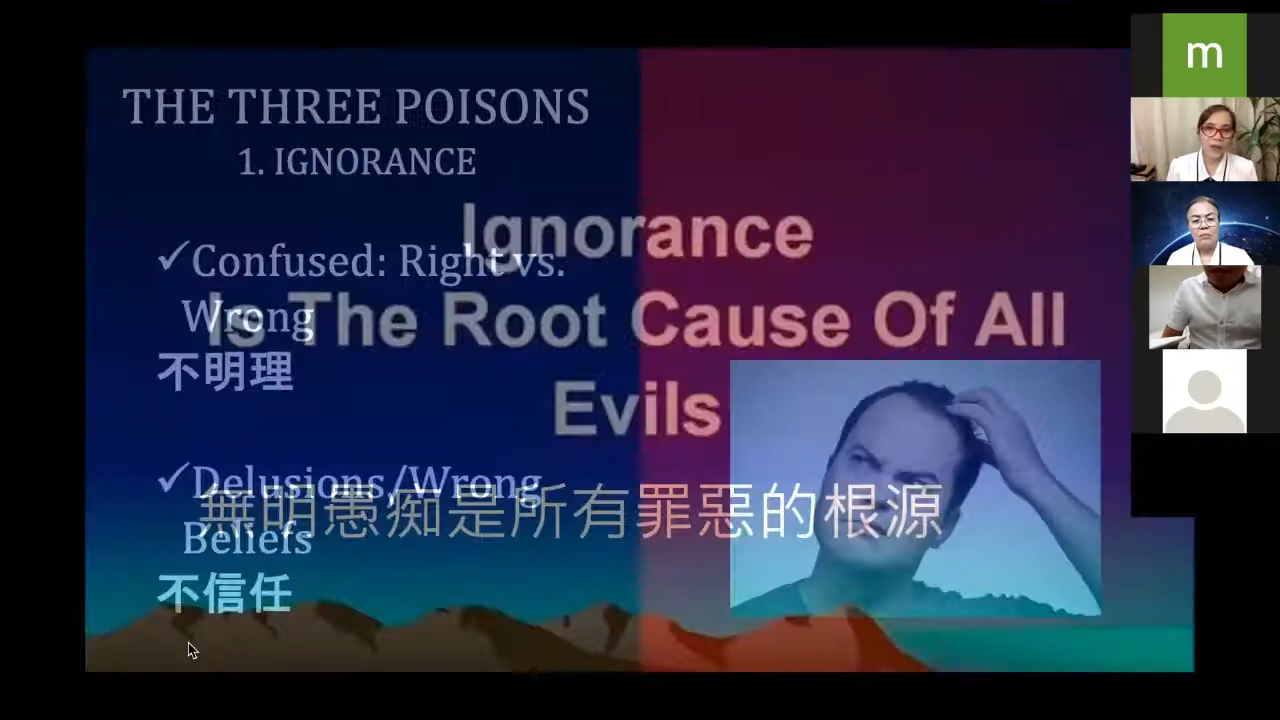 THE THREE POISONS
1. IGNORANCE
✓Confused: Right vs.
Wrong
不明理
✓Delusions/Wrong
Beliefs
不信任
Ignorance
Is The Root Cause Of All
Evils
無明愚痴是所有罪惡的根源
m